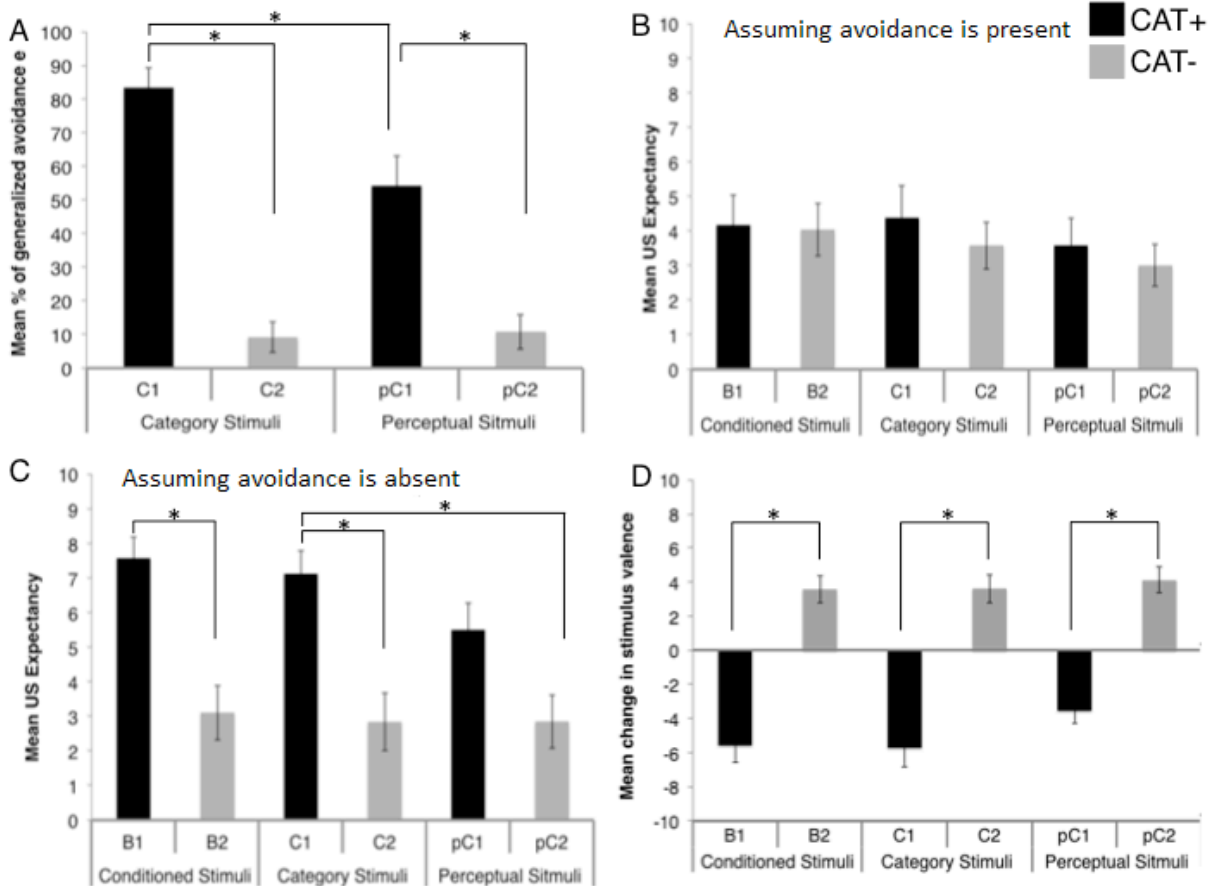 A
Mean % of generalized avoidance e
100
90
80
70
60
50
40
30
20
10
0
*
*
*
C1 C2 pC1 pC2
Category Stimuli Perceptual Sitmuli
B
Assuming avoidance is present
CAT+
CAT-
Mean US Expectancy
10
9
8
7
6
5
4
3
2
1
0
B1 B2 C1 C2 pC1 pC2
Conditioned Stimuli Category Stimuli Perceptual Sitmuli
C
Assuming avoidance is absent
Mean US Expectancy
10
9
8
7
6
5
4
3
2
1
0
*
*
*
B1 B2 C1 C2 pC1 pC2
Conditioned Stimuli Category Stimuli Perceptual Sitmuli
D
Mean change in stimulus valence
10
8
6
4
2
0
-2
-4
-6
-8
-10
* * *
B1 B2 C1 C2 pC1 pC2
Conditioned Stimuli Category Stimuli Perceptual Sitmuli